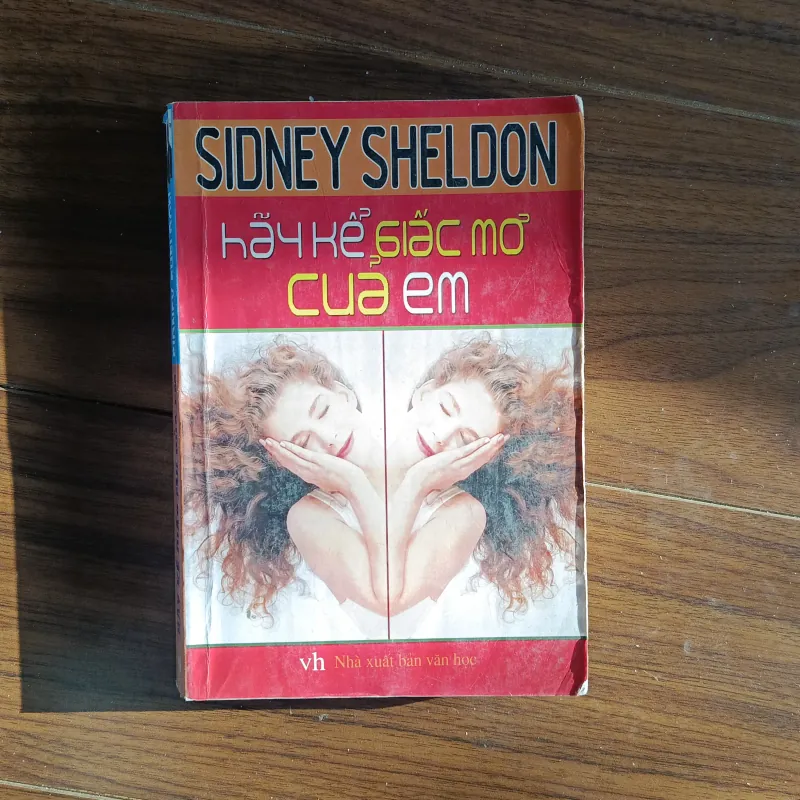 SIDNEY SHELDON
Hãy kể giấc mơ
của em
vh Nhà xuất bản văn học